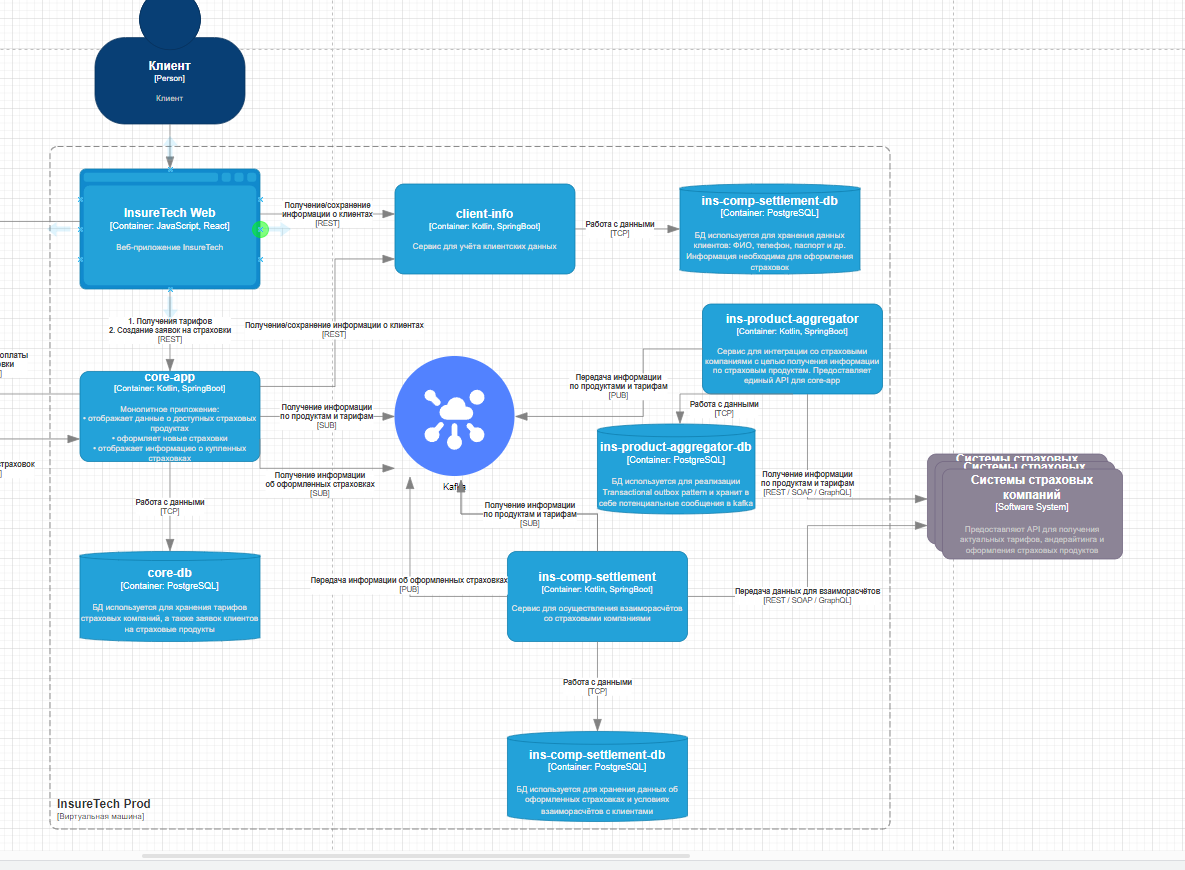 Клиент
[Person]
Клиент
InsureTech Web
[Container: JavaScript, React]
Веб-приложение InsureTech
Получение/сохранение
информации о клиентах
[REST]
client-info
[Container: Kotlin, SpringBoot]
Сервис для учёта клиентских данных
Работа с данными
[TCP]
ins-comp-settlement-db
[Container: PostgreSQL]
БД используется для хранения данных
клиентов: ФИО, телефон, паспорт и др.
Информация необходима для оформления
страховок
1. Получения тарифов
2. Создание заявок на страховки
[REST]
Получение/сохранение информации о клиентах
[REST]
ins-product-aggregator
[Container: Kotlin, SpringBoot]
Сервис для интеграции со страховыми
компаниями с целью получения информации
по страховым продуктам. Предоставляет
единый API для core-app
оплаты
овки
]
core-app
[Container: Kotlin, SpringBoot]
Монолитное приложение:
• отображает данные о доступных страховых
продуктах
• оформляет новые страховки
• отображает информацию о купленных
страховках
Получение информации
по продуктам и тарифам
[SUB]
Передача информации
по продуктами и тарифам
[PUB]
Работа с данными
[TCP]
ins-product-aggregator-db
[Container: PostgreSQL]
БД используется для реализации
Transactional outbox pattern и хранит в
себе потенциальные сообщения в kafka
страховок
]
Получение информации
об оформленных страховках
[SUB]
Kafka
Получение информации
по продуктам и тарифам
[REST / SOAP / GraphQL]
Системы страховых
Системы страховых
Системы страховых
компаний
[Software System]
Предоставляют API для получения
актуальных тарифов, андерайтинга и
оформления страховых продуктов
Работа с данными
[TCP]
Получение информации
по продуктам и тарифам
[SUB]
core-db
[Container: PostgreSQL]
БД используется для хранения тарифов
страховых компаний, а также заявок клиентов
на страховые продукты
Передача информации об оформленных страховках
[PUB]
ins-comp-settlement
[Container: Kotlin, SpringBoot]
Сервис для осуществления взаиморасчётов
со страховыми компаниями
Передача данных для взаиморасчётов
[REST / SOAP / GraphQL]
Работа с данными
[TCP]
ins-comp-settlement-db
[Container: PostgreSQL]
БД используется для хранения данных об
оформленных страховках и условиях
взаиморасчётов с клиентами
InsureTech Prod
[Виртуальная машина]